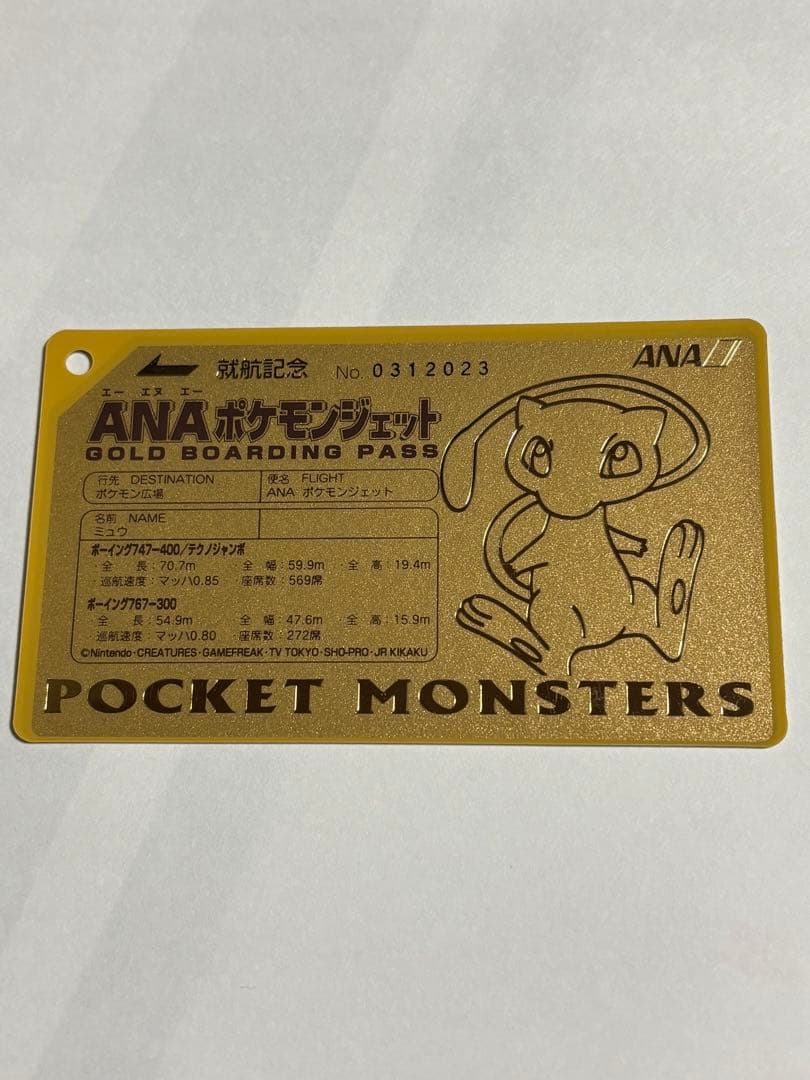 就航記念 No. 0312023
ANA
エー エヌ エー
ANAポケモンジェット
GOLD BOARDING PASS
行先 DESTINATION
ポケモン広場
便名 FLIGHT
ANA ポケモンジェット
名前 NAME
ミュウ
ボーイング747-400/テクノジャンボ
・全 長：70.7m 全 幅：59.9m ・全 高：19.4m
・巡航速度：マッハ0.85 ・座席数：569席
ボーイング767-300
全 長：54.9m 全 幅：47.6m ・全 高：15.9m
・巡航速度：マッハ0.80 ・座席数：272席
©Nintendo・CREATURES・GAMEFREAK・TV TOKYO・SHO-PRO・JR KIKAKU
POCKET MONSTERS